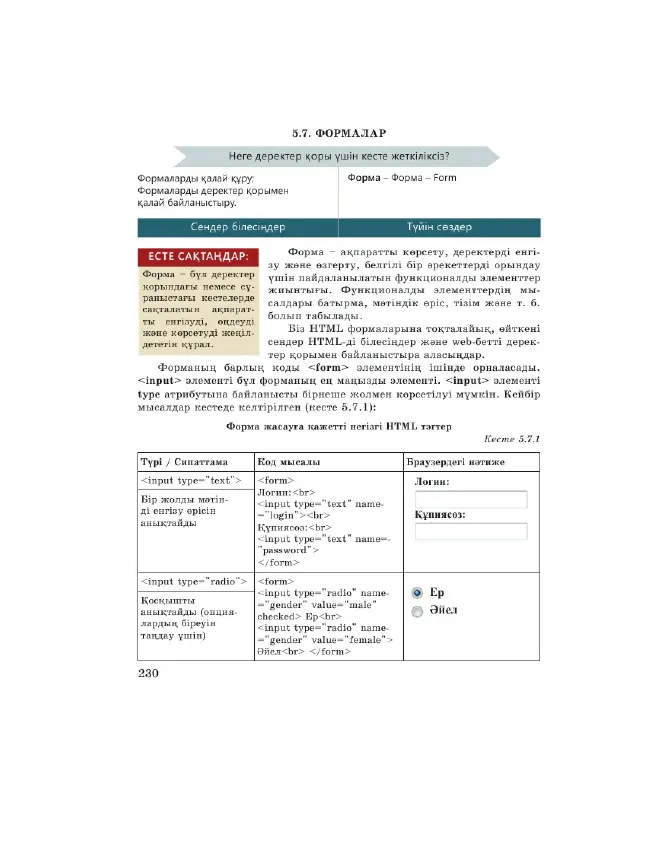 5.7. ФОРМАЛАР
Неге деректер қоры үшін кесте жеткіліксіз?
Формаларды қалай құру;
Формаларды деректер қорымен
қалай байланыстыру.
Форма – Форма – Form
Сендер білесіңдер
Түйін сөздер
ЕСТЕ САҚТАҢДАР:
Форма – бұл деректер
қорындағы немесе сұ-
раныстағы кестелерде
сақталатын ақпарат-
ты енгізуді, өңдеуді
және көрсетуді жеңіл-
дететін құрал.
Форма – ақпаратты көрсету, деректерді енгі-
зу және өзгерту, белгілі бір әрекеттерді орындау
үшін пайдаланылатын функционалды элементтер
жиынтығы. Функционалды элементтердің мы-
салдары батырма, мәтіндік өріс, тізім және т. б.
болып табылады.
Біз HTML формаларына тоқталайық, өйткені
сендер HTML-ді білесіңдер және web-бетті дерек-
тер қорымен байланыстыра аласыңдар.
Форманың барлық коды <form> элементінің ішінде орналасады.
<input> элементі бұл форманың ең маңызды элементі. <input> элементі
type атрибутына байланысты бірнеше жолмен көрсетілуі мүмкін. Кейбір
мысалдар кестеде келтірілген (кесте 5.7.1):
Форма жасауға қажетті негізгі HTML тэгтер
Кесте 5.7.1
Түрі / Сипаттама
Код мысалы
Браузердегі нәтиже
<input type="text">
Бір жолды мәтін-
ді енгізу өрісін
анықтайды
<form>
Логин:<br>
<input type="text" name-
="login"><br>
Құпиясөз:<br>
<input type="text" name=-
"password">
</form>
Логин:
Құпиясөз:
<input type="radio">
Қосқышты
анықтайды (опция-
лардың біреуін
таңдау үшін)
<form>
<input type="radio" name-
="gender" value="male"
checked> Ер<br>
<input type="radio" name-
="gender" value="female">
Әйел<br> </form>
Ер
Әйел
230